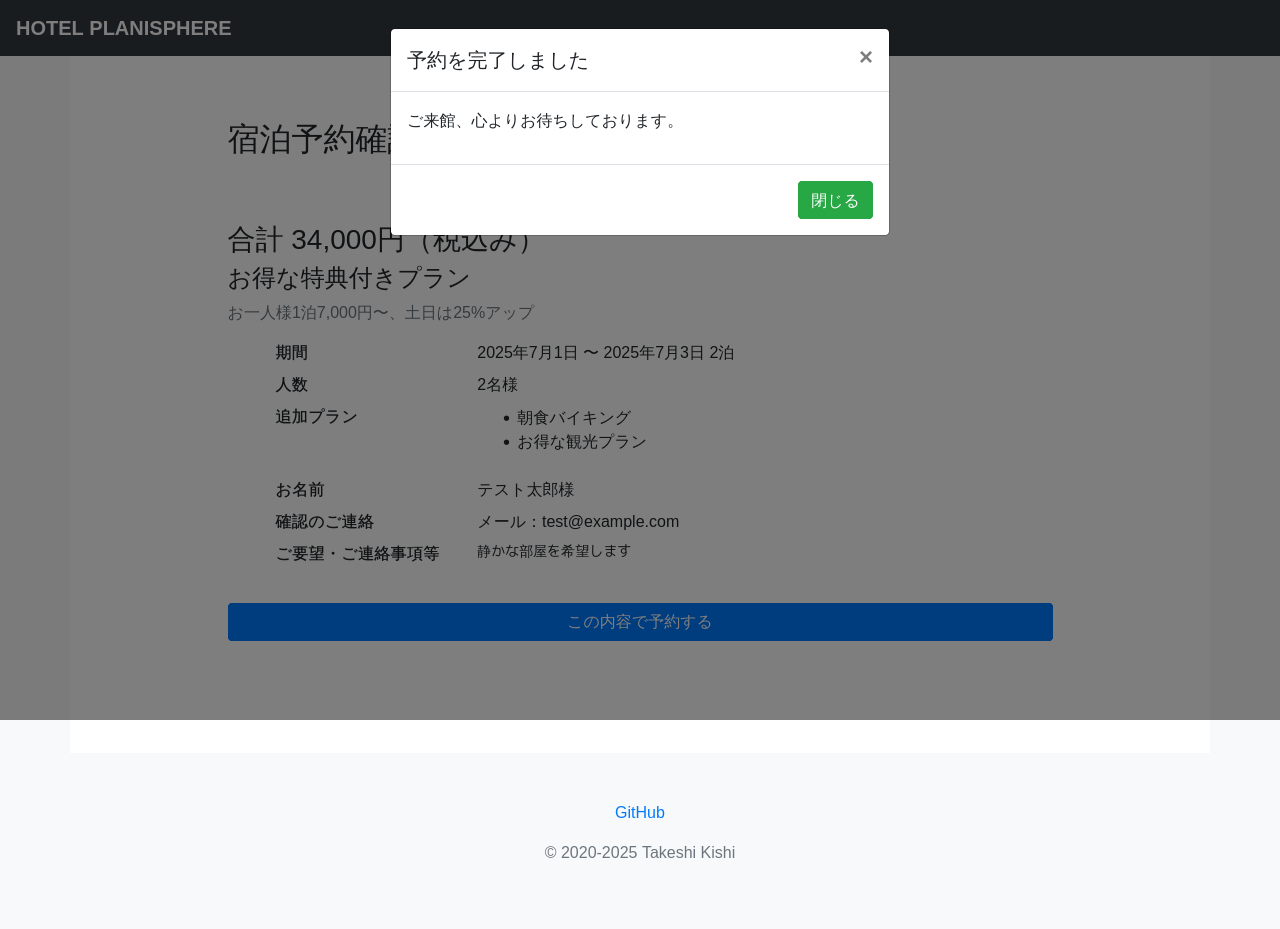 HOTEL PLANISPHERE
予約を完了しました
×
ご来館、心よりお待ちしております。
閉じる
宿泊予約確
合計 34,000円（税込み）
お得な特典付きプラン
お一人様1泊7,000円〜、土日は25%アップ
期間 2025年7月1日 〜 2025年7月3日 2泊
人数 2名様
追加プラン • 朝食バイキング
• お得な観光プラン
お名前 テスト太郎様
確認のご連絡 メール：test@example.com
ご要望・ご連絡事項等 静かな部屋を希望します
この内容で予約する
GitHub
© 2020-2025 Takeshi Kishi